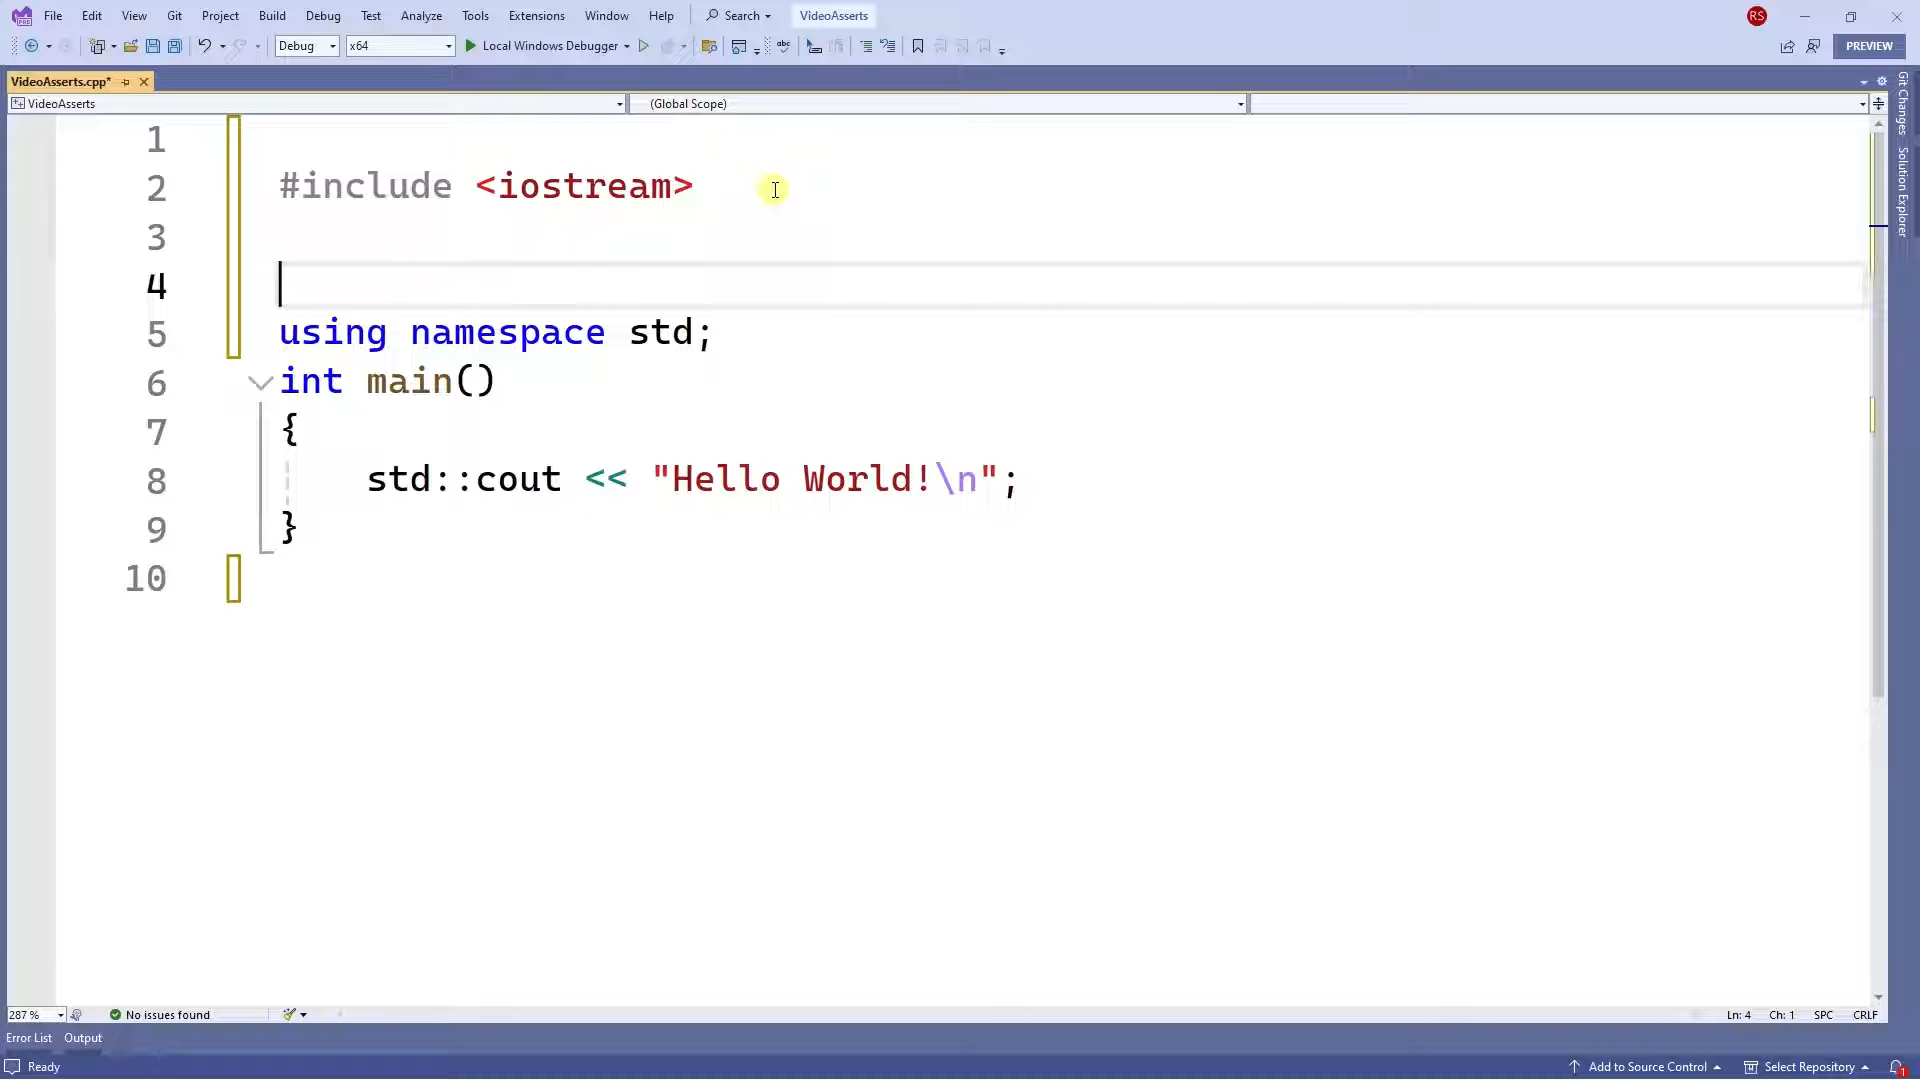 File Edit View Git Project Build Debug Test Analyze Tools Extensions Window Help Search VideoAsserts RS
Debug x64 Local Windows Debugger abc PREVIEW
VideoAsserts.cpp*
VideoAsserts (Global Scope)
Git Changes
Solution Explorer
1
2 #include <iostream>
3
4
5 using namespace std;
6 int main()
7 {
8 std::cout << "Hello World!\n";
9 }
10
287 % No issues found Ln: 4 Ch: 1 SPC CRLF
Error List Output
Ready Add to Source Control Select Repository 1